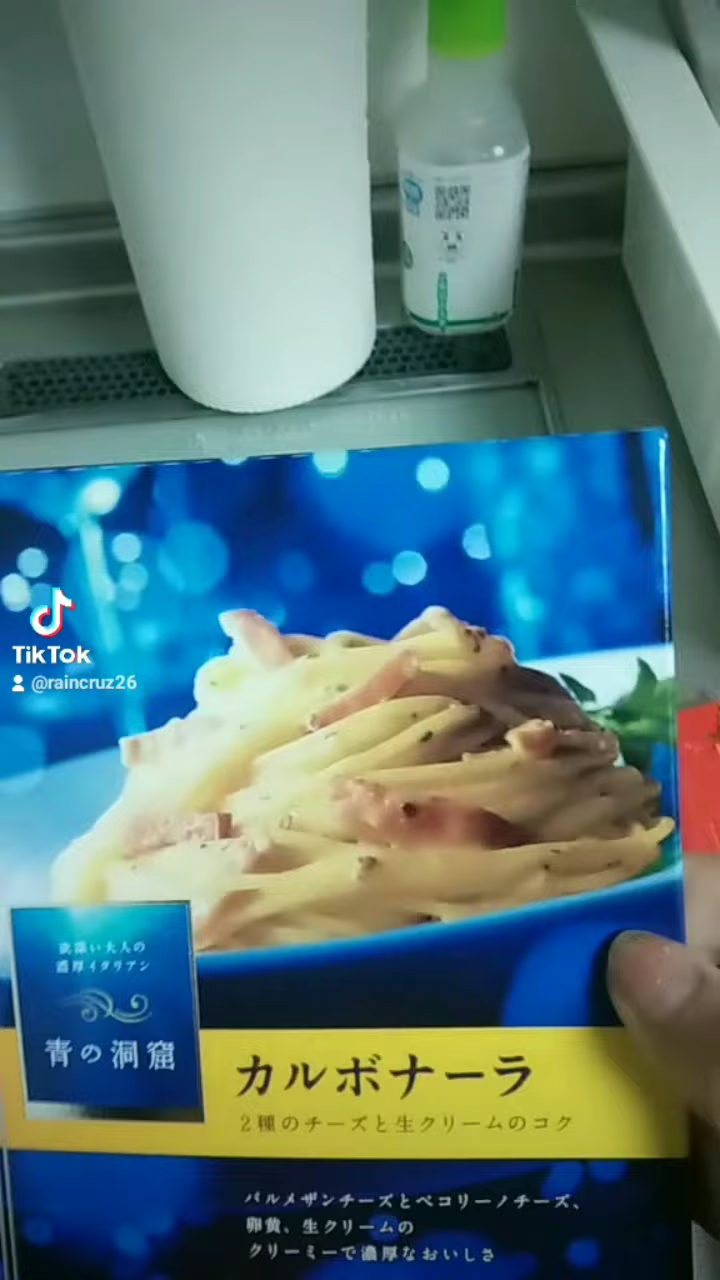 TikTok
@raincruz26
欲深い大人の
濃厚イタリアン
青の洞窟
カルボナーラ
2種のチーズと生クリームのコク
パルメザンチーズとペコリーノチーズ、
卵黄、生クリームの
クリーミーで濃厚なおいしさ